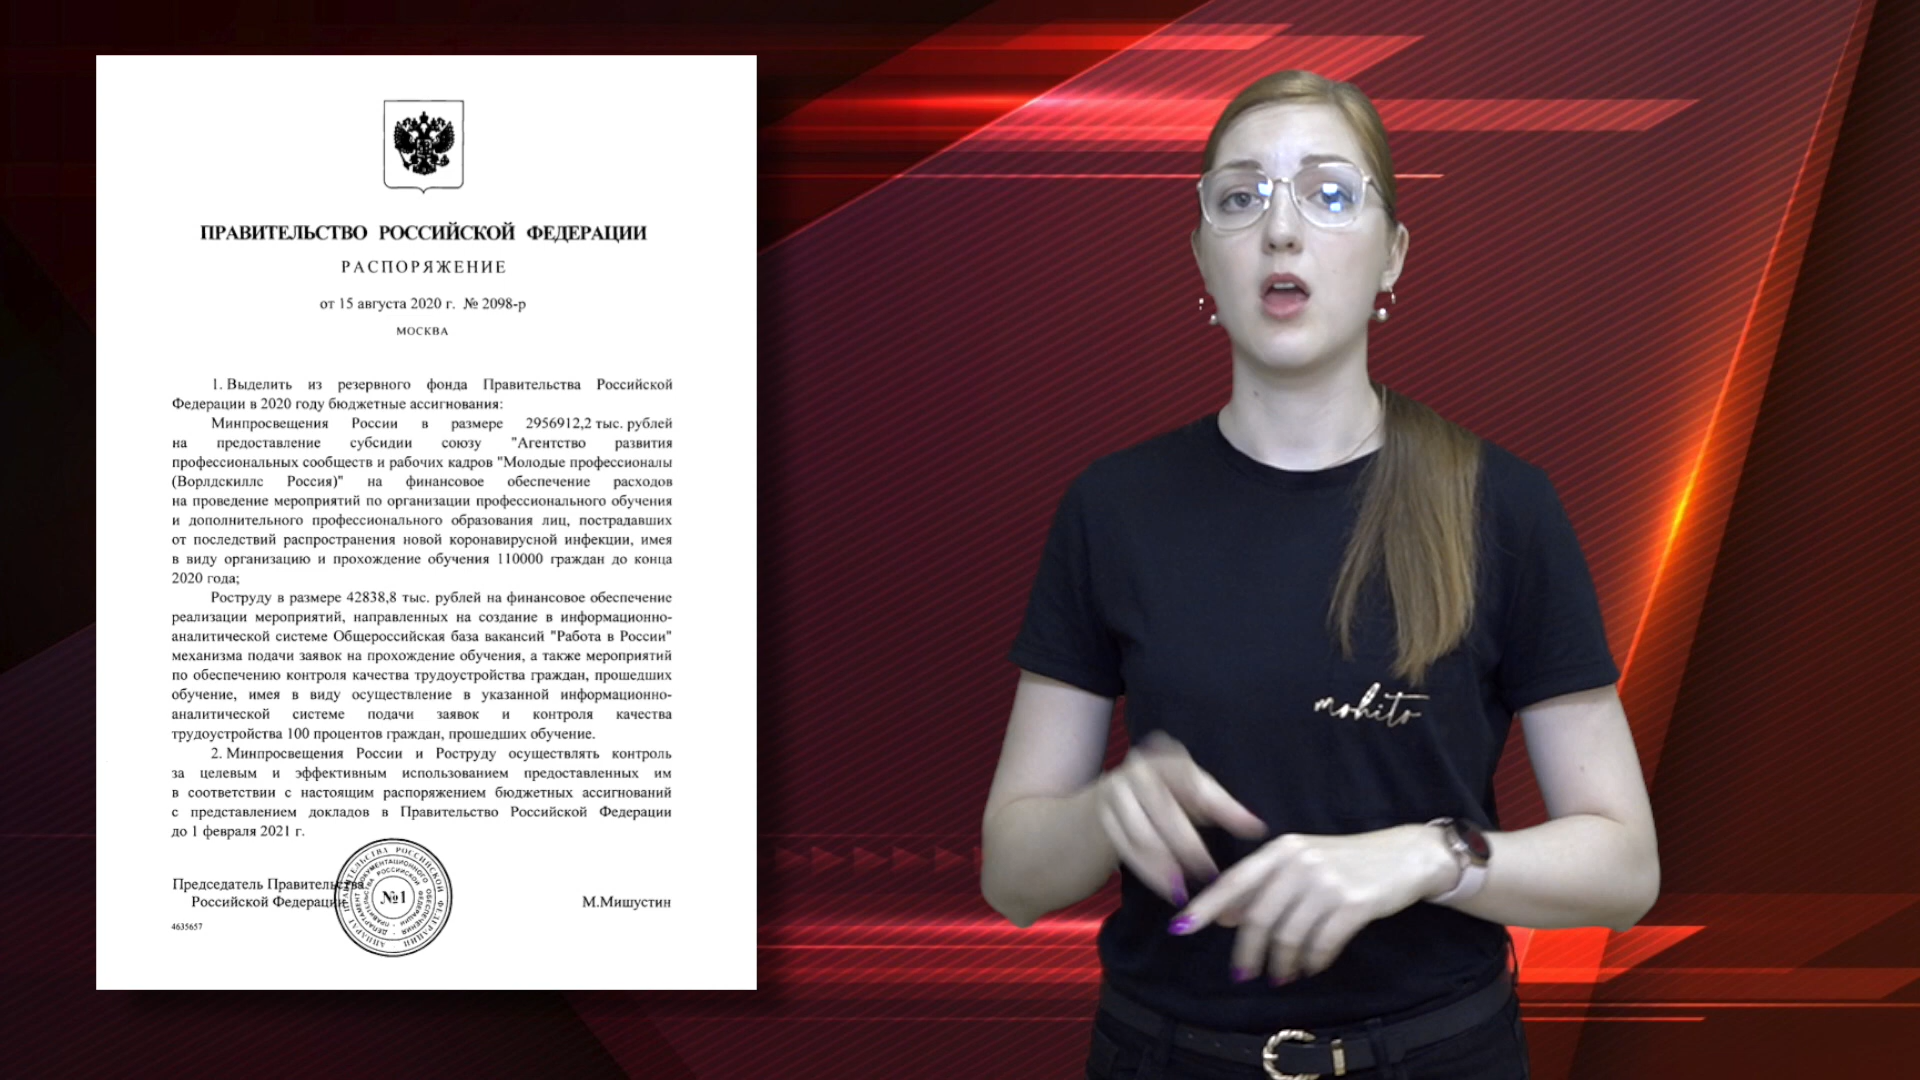 ПРАВИТЕЛЬСТВО РОССИЙСКОЙ ФЕДЕРАЦИИ
РАСПОРЯЖЕНИЕ
от 15 августа 2020 г. № 2098-р
МОСКВА
1. Выделить из резервного фонда Правительства Российской
Федерации в 2020 году бюджетные ассигнования:
Минпросвещения России в размере 2956912,2 тыс. рублей
на предоставление субсидии союзу "Агентство развития
профессиональных сообществ и рабочих кадров "Молодые профессионалы
(Ворлдскиллс Россия)" на финансовое обеспечение расходов
на проведение мероприятий по организации профессионального обучения
и дополнительного профессионального образования лиц, пострадавших
от последствий распространения новой коронавирусной инфекции, имея
в виду организацию и прохождение обучения 110000 граждан до конца
2020 года;
Роструду в размере 42838,8 тыс. рублей на финансовое обеспечение
реализации мероприятий, направленных на создание в информационно-
аналитической системе Общероссийская база вакансий "Работа в России"
механизма подачи заявок на прохождение обучения, а также мероприятий
по обеспечению контроля качества трудоустройства граждан, прошедших
обучение, имея в виду осуществление в указанной информационно-
аналитической системе подачи заявок и контроля качества
трудоустройства 100 процентов граждан, прошедших обучение.
2. Минпросвещения России и Роструду осуществлять контроль
за целевым и эффективным использованием предоставленных им
в соответствии с настоящим распоряжением бюджетных ассигнований
с представлением докладов в Правительство Российской Федерации
до 1 февраля 2021 г.
Председатель Правительства
Российской Федерации
М.Мишустин
№1
4635657
mohito